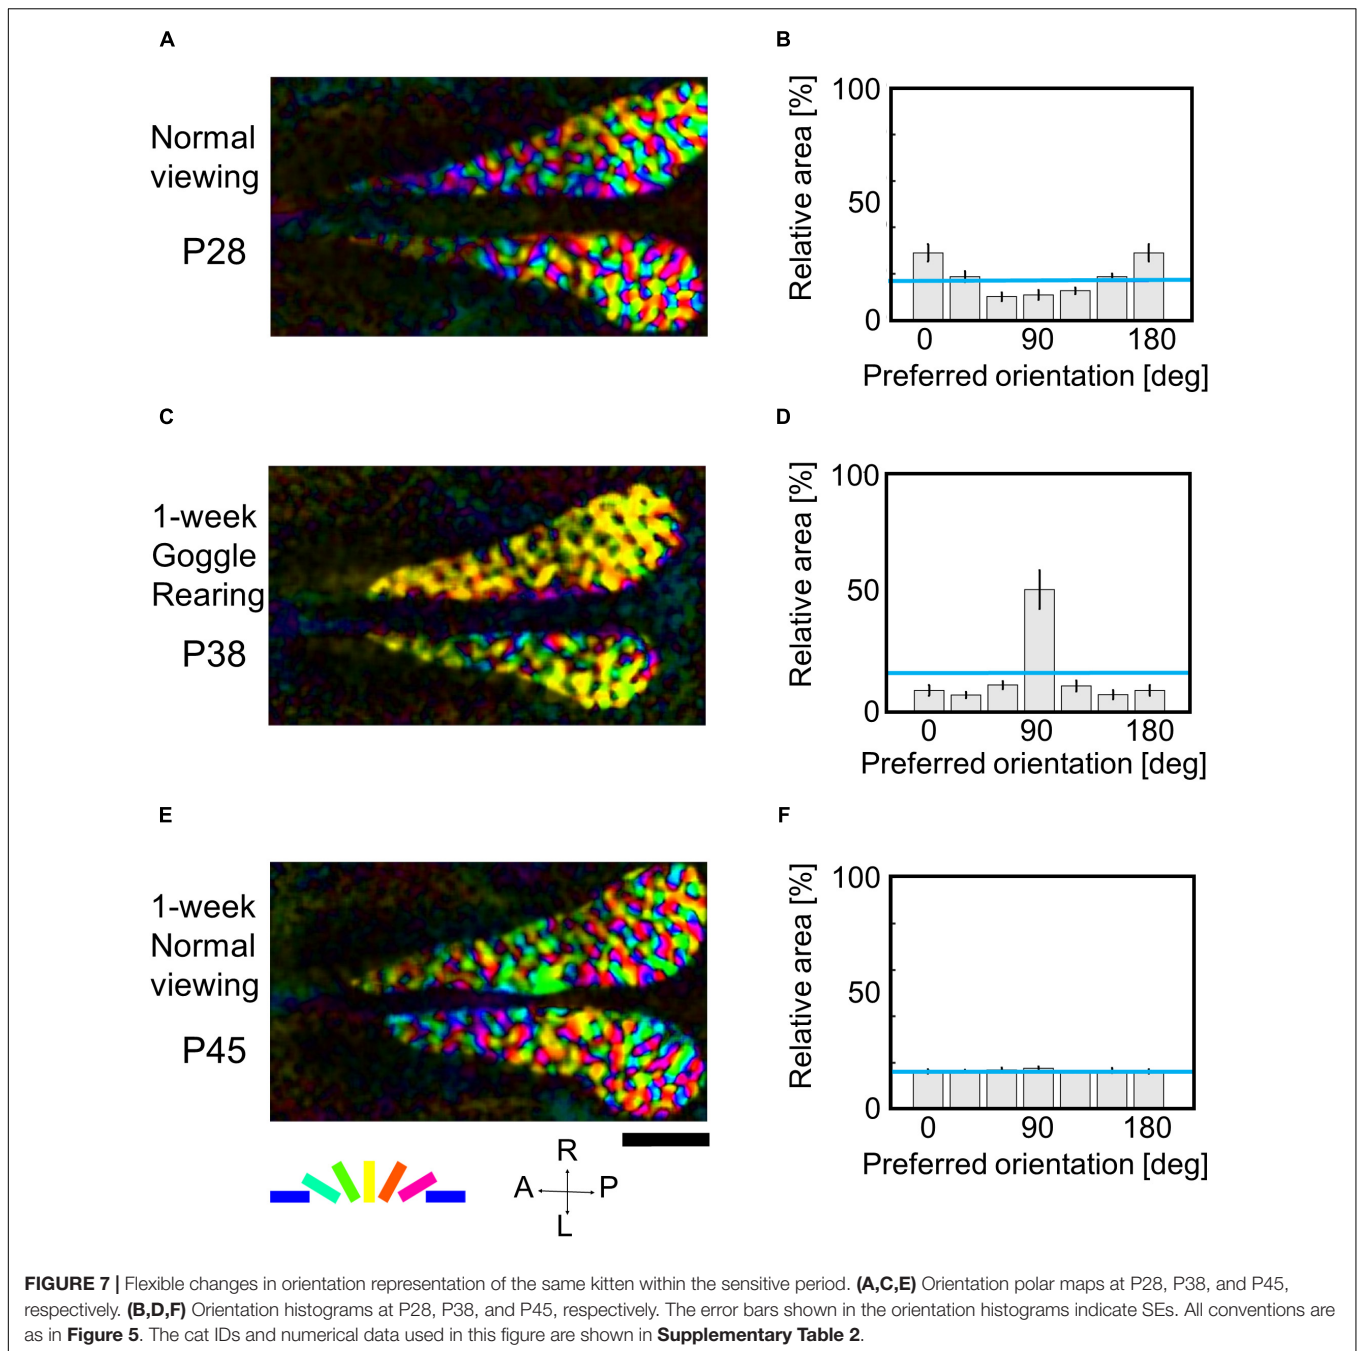 A
B
Normal
viewing
P28
Relative area [%]
100
50
0
0 90 180
Preferred orientation [deg]
C
D
1-week
Goggle
Rearing
P38
Relative area [%]
100
50
0
0 90 180
Preferred orientation [deg]
E
F
1-week
Normal
viewing
P45
Relative area [%]
100
50
0
0 90 180
Preferred orientation [deg]
R
A P
L
FIGURE 7 | Flexible changes in orientation representation of the same kitten within the sensitive period. (A,C,E) Orientation polar maps at P28, P38, and P45,
respectively. (B,D,F) Orientation histograms at P28, P38, and P45, respectively. The error bars shown in the orientation histograms indicate SEs. All conventions are
as in Figure 5. The cat IDs and numerical data used in this figure are shown in Supplementary Table 2.